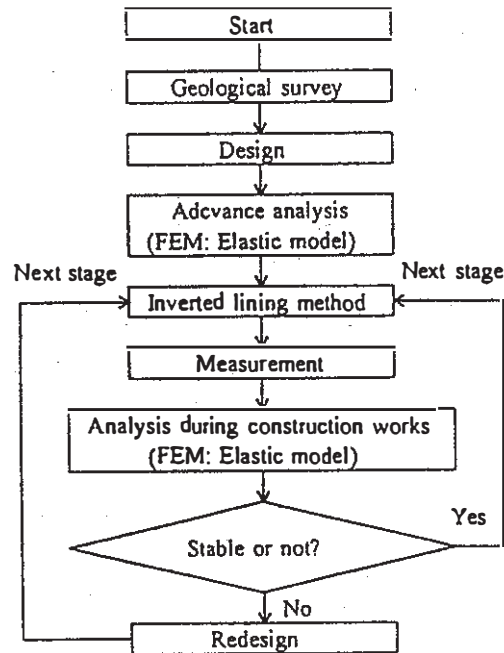 Start
Geological survey
Design
Adcvance analysis
(FEM: Elastic model)
Next stage
Next stage
Inverted lining method
Measurement
Analysis during construction works
(FEM: Elastic model)
Yes
Stable or not?
No
Redesign